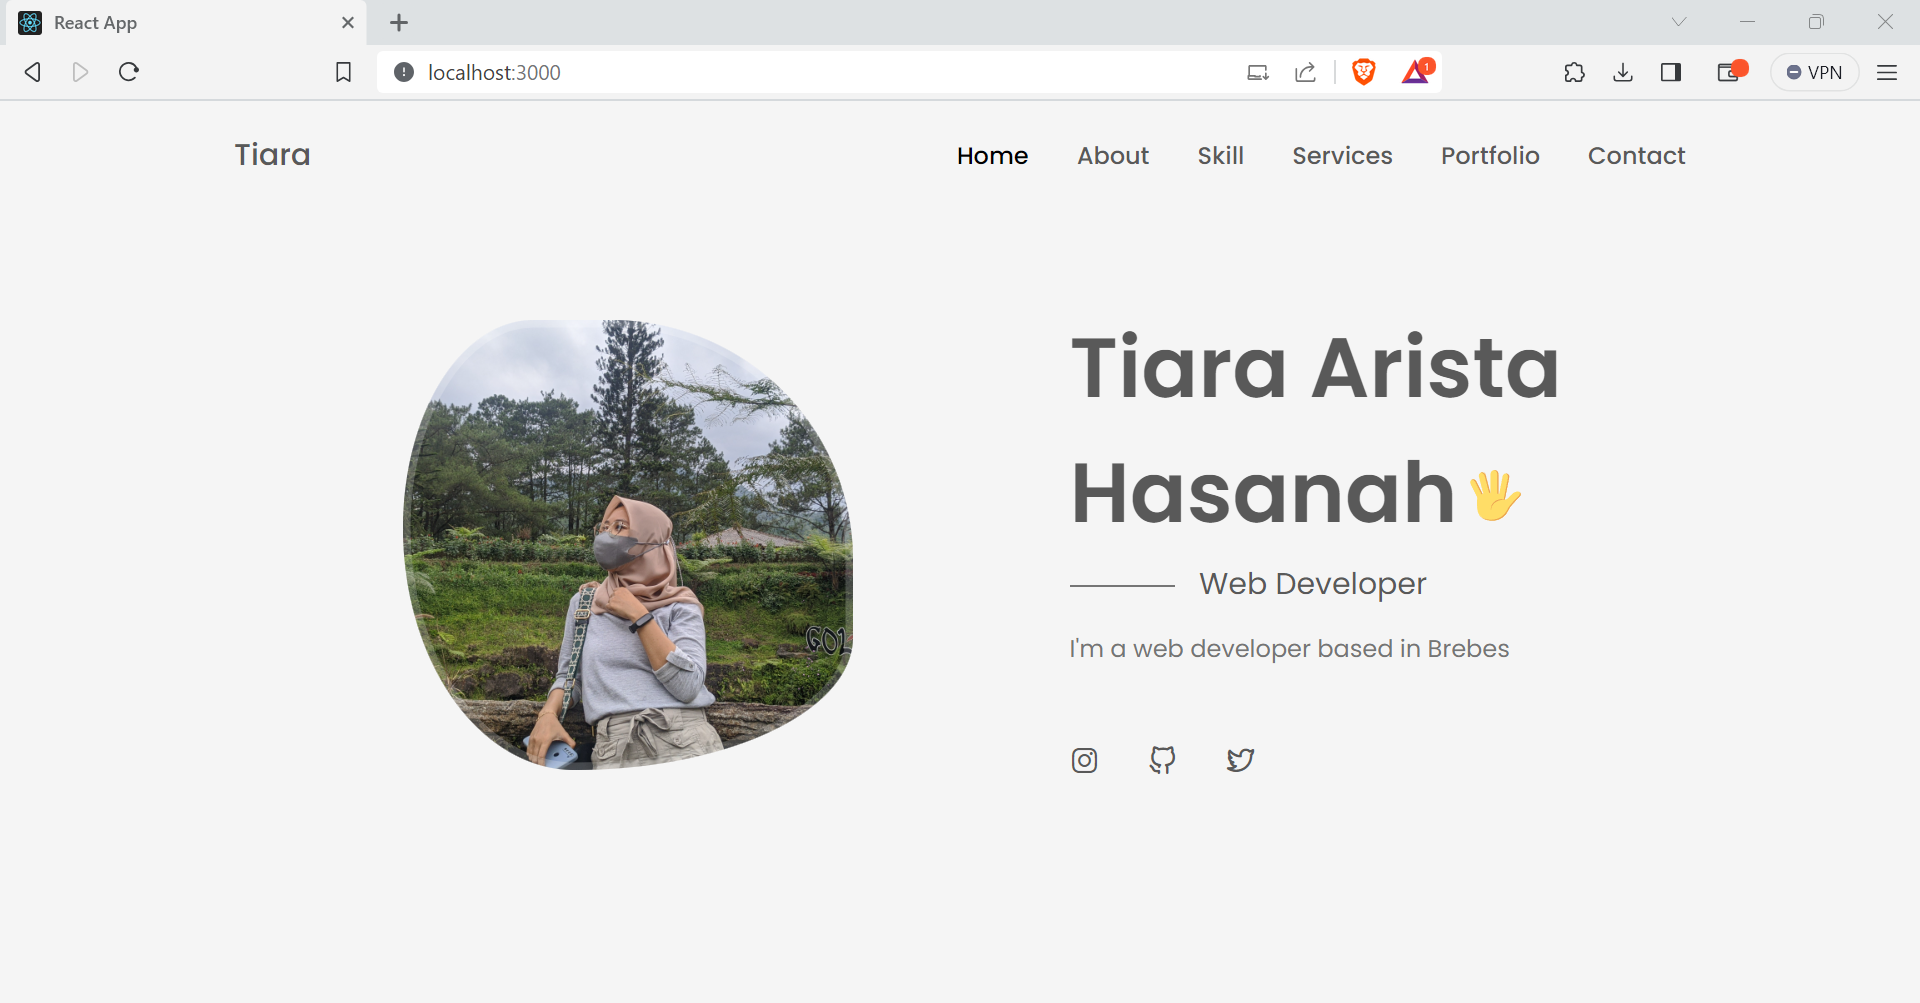 React App
localhost:3000
1
VPN
Tiara
Home About Skill Services Portfolio Contact
Tiara Arista
Hasanah🖐
Web Developer
I'm a web developer based in Brebes
GOL